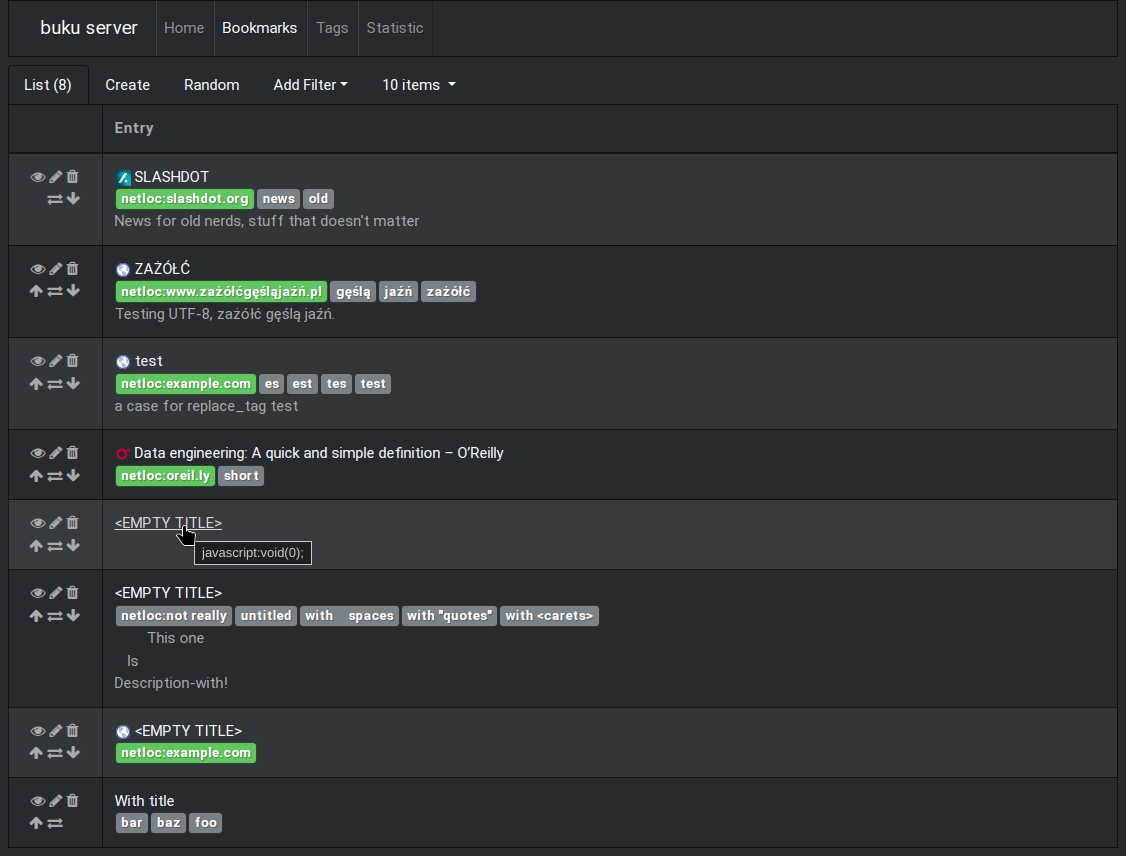 buku server Home Bookmarks Tags Statistic
List (8) Create Random Add Filter 10 items
Entry
SLASHDOT
netloc:slashdot.org news old
News for old nerds, stuff that doesn't matter
ZAŻÓŁĆ
netloc:www.zażółćgęśląjaźń.pl gęślą jaźń zażółć
Testing UTF-8, zażółć gęślą jaźń.
test
netloc:example.com es est tes test
a case for replace_tag test
Data engineering: A quick and simple definition – O’Reilly
netloc:oreil.ly short
<EMPTY TITLE>
javascript:void(0);
<EMPTY TITLE>
netloc:not really untitled with    spaces with "quotes" with <carets>
This one
Is
Description-with!
<EMPTY TITLE>
netloc:example.com
With title
bar baz foo